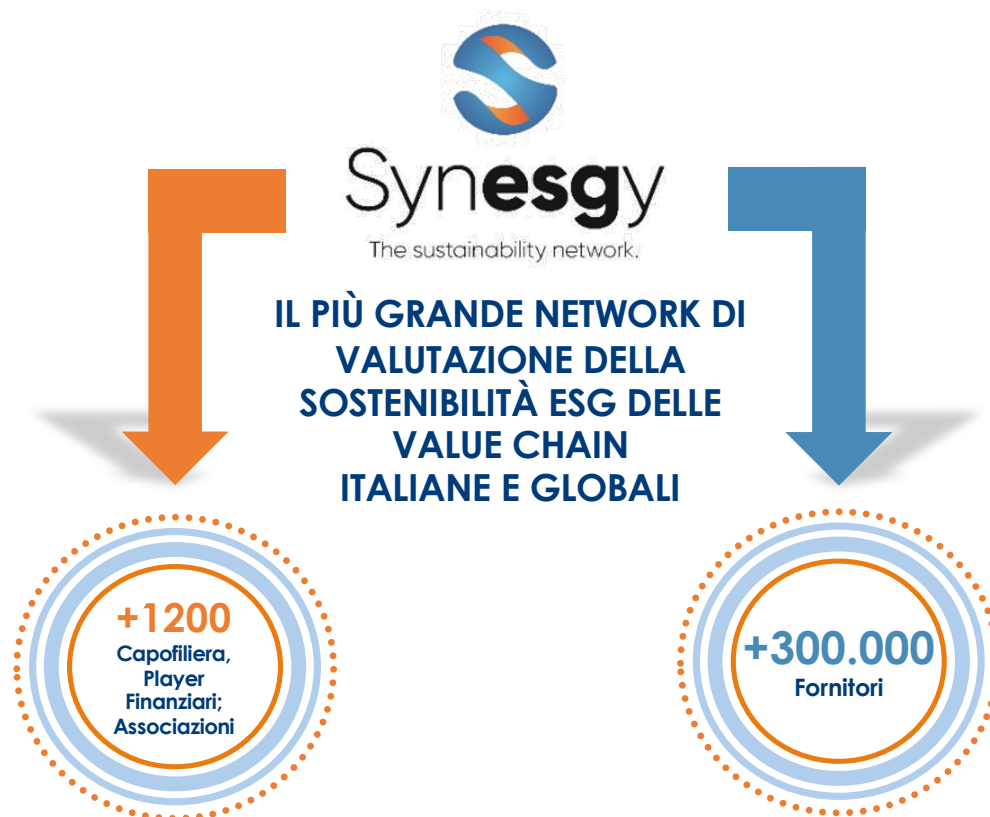 Synesgy
The sustainability network.
IL PIÙ GRANDE NETWORK DI
VALUTAZIONE DELLA
SOSTENIBILITÀ ESG DELLE
VALUE CHAIN
ITALIANE E GLOBALI
+1200
Capofiliera,
Player
Finanziari;
Associazioni
+300.000
Fornitori